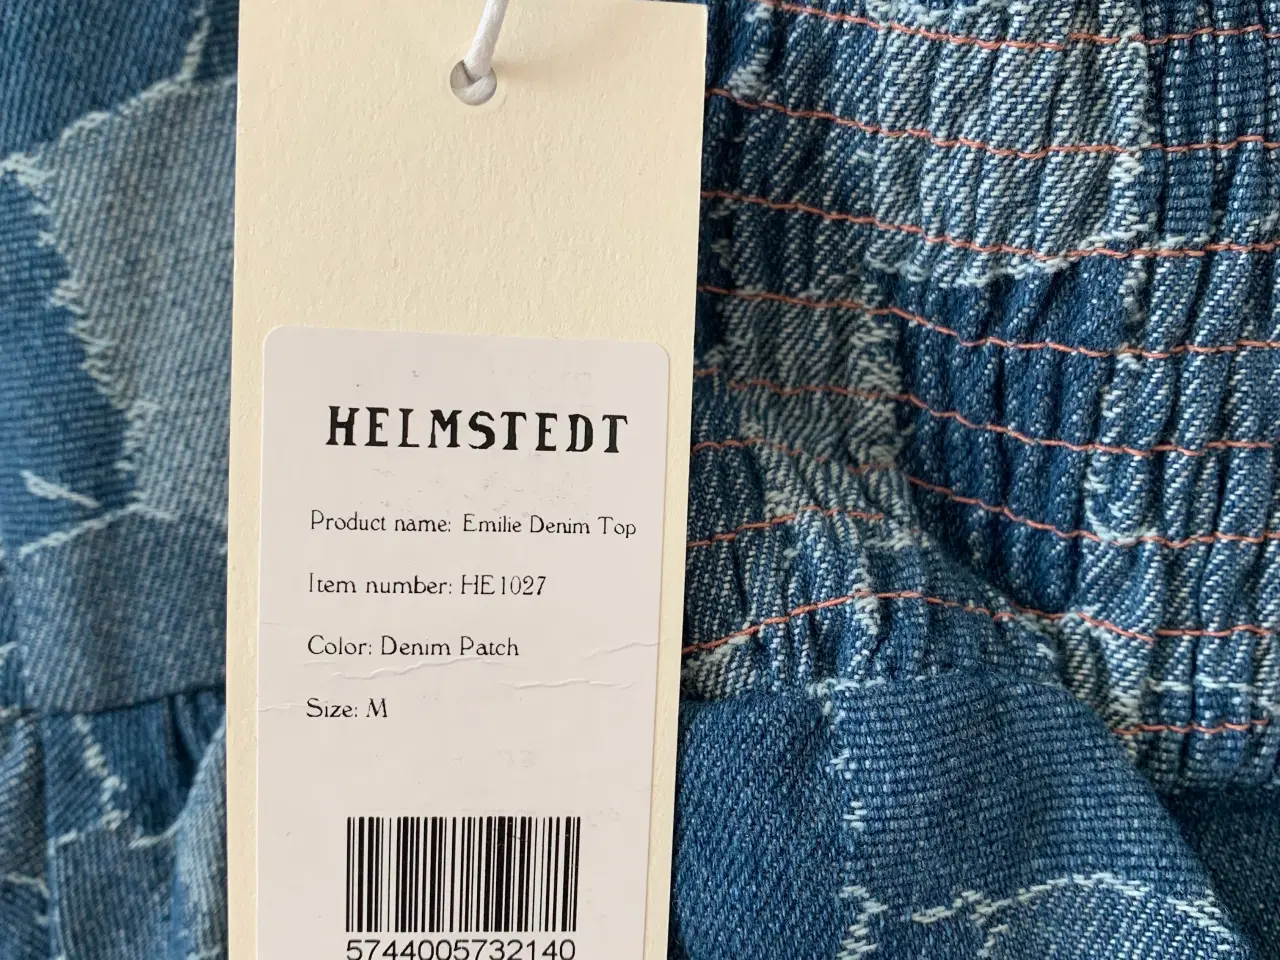 HELMSTEDT
Product name: Emilie Denim Top
Item number: HE1027
Color: Denim Patch
Size: M
5744005732140